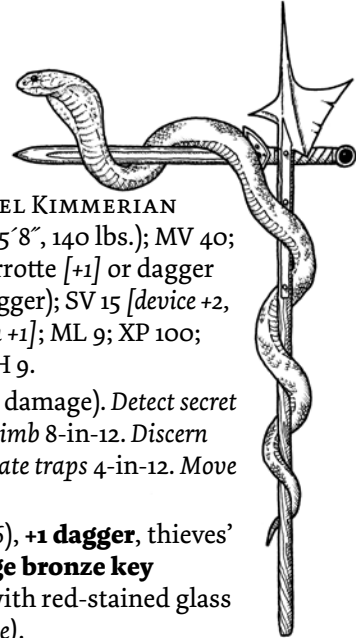 EL KIMMERIAN
5´8˝, 140 lbs.); MV 40;
rrotte [+1] or dagger
gger); SV 15 [device +2,
+1]; ML 9; XP 100;
H 9.
damage). Detect secret
imb 8-in-12. Discern
ate traps 4-in-12. Move
), +1 dagger, thieves’
ge bronze key
with red-stained glass